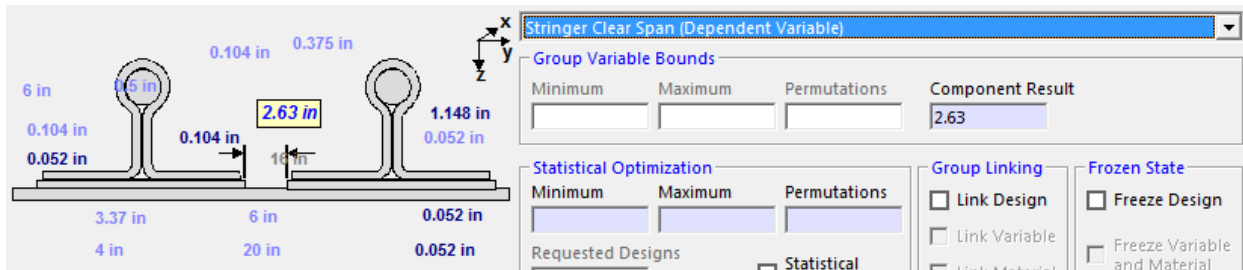 x
y
z
0.104 in
0.375 in
6 in
0.5 in
2.63 in
1.148 in
0.104 in
0.104 in
0.052 in
0.052 in
16 in
3.37 in
6 in
0.052 in
4 in
20 in
0.052 in
Stringer Clear Span (Dependent Variable)
Group Variable Bounds
Minimum Maximum Permutations Component Result
2.63
Statistical Optimization
Minimum Maximum Permutations
Requested Designs
Statistical
Group Linking
Link Design
Link Variable
Link Material
Frozen State
Freeze Design
Freeze Variable
and Material